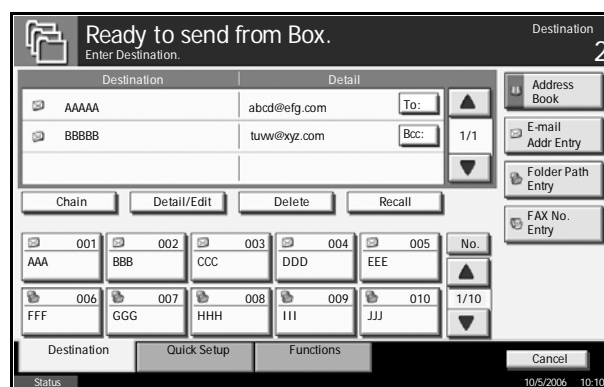 Ready to send from Box.
Enter Destination.
Destination
2
Destination Detail
AAAAA abcd@efg.com To:
BBBBB tuvw@xyz.com Bcc:
1/1
Chain Detail/Edit Delete Recall
Address
Book
E-mail
Addr Entry
Folder Path
Entry
FAX No.
Entry
001 002 003 004 005 No.
AAA BBB CCC DDD EEE
006 007 008 009 010 1/10
FFF GGG HHH III JJJ
Destination Quick Setup Functions
Cancel
Status 10/5/2006 10:10